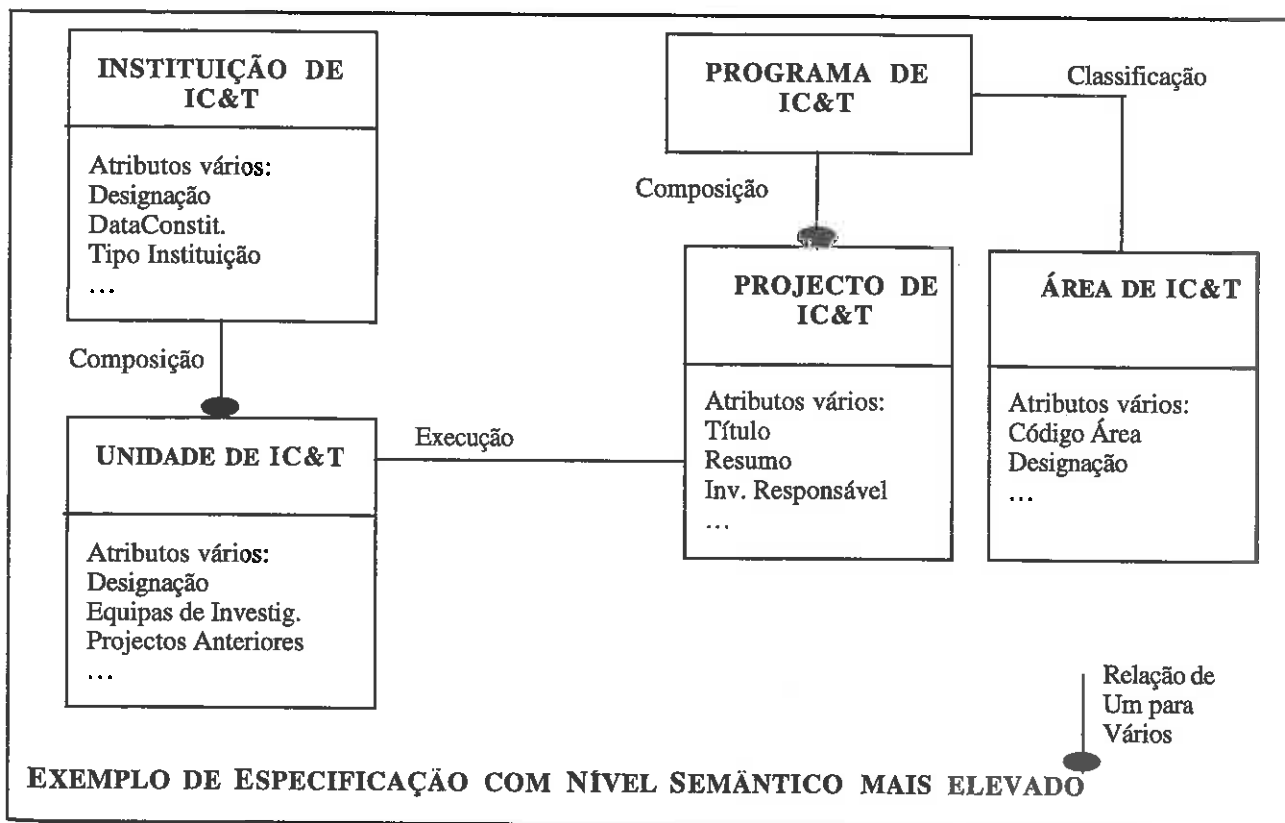 INSTITUIÇÃO DE
IC&T
Atributos vários:
Designação
DataConstit.
Tipo Instituição
...
Composição
UNIDADE DE IC&T
Atributos vários:
Designação
Equipas de Investig.
Projectos Anteriores
...
Execução
PROGRAMA DE
IC&T
Classificação
Composição
PROJECTO DE
IC&T
Atributos vários:
Título
Resumo
Inv. Responsável
...
ÁREA DE IC&T
Atributos vários:
Código Área
Designação
...
Relação de
Um para
Vários
EXEMPLO DE ESPECIFICAÇÃO COM NÍVEL SEMÂNTICO MAIS ELEVADO